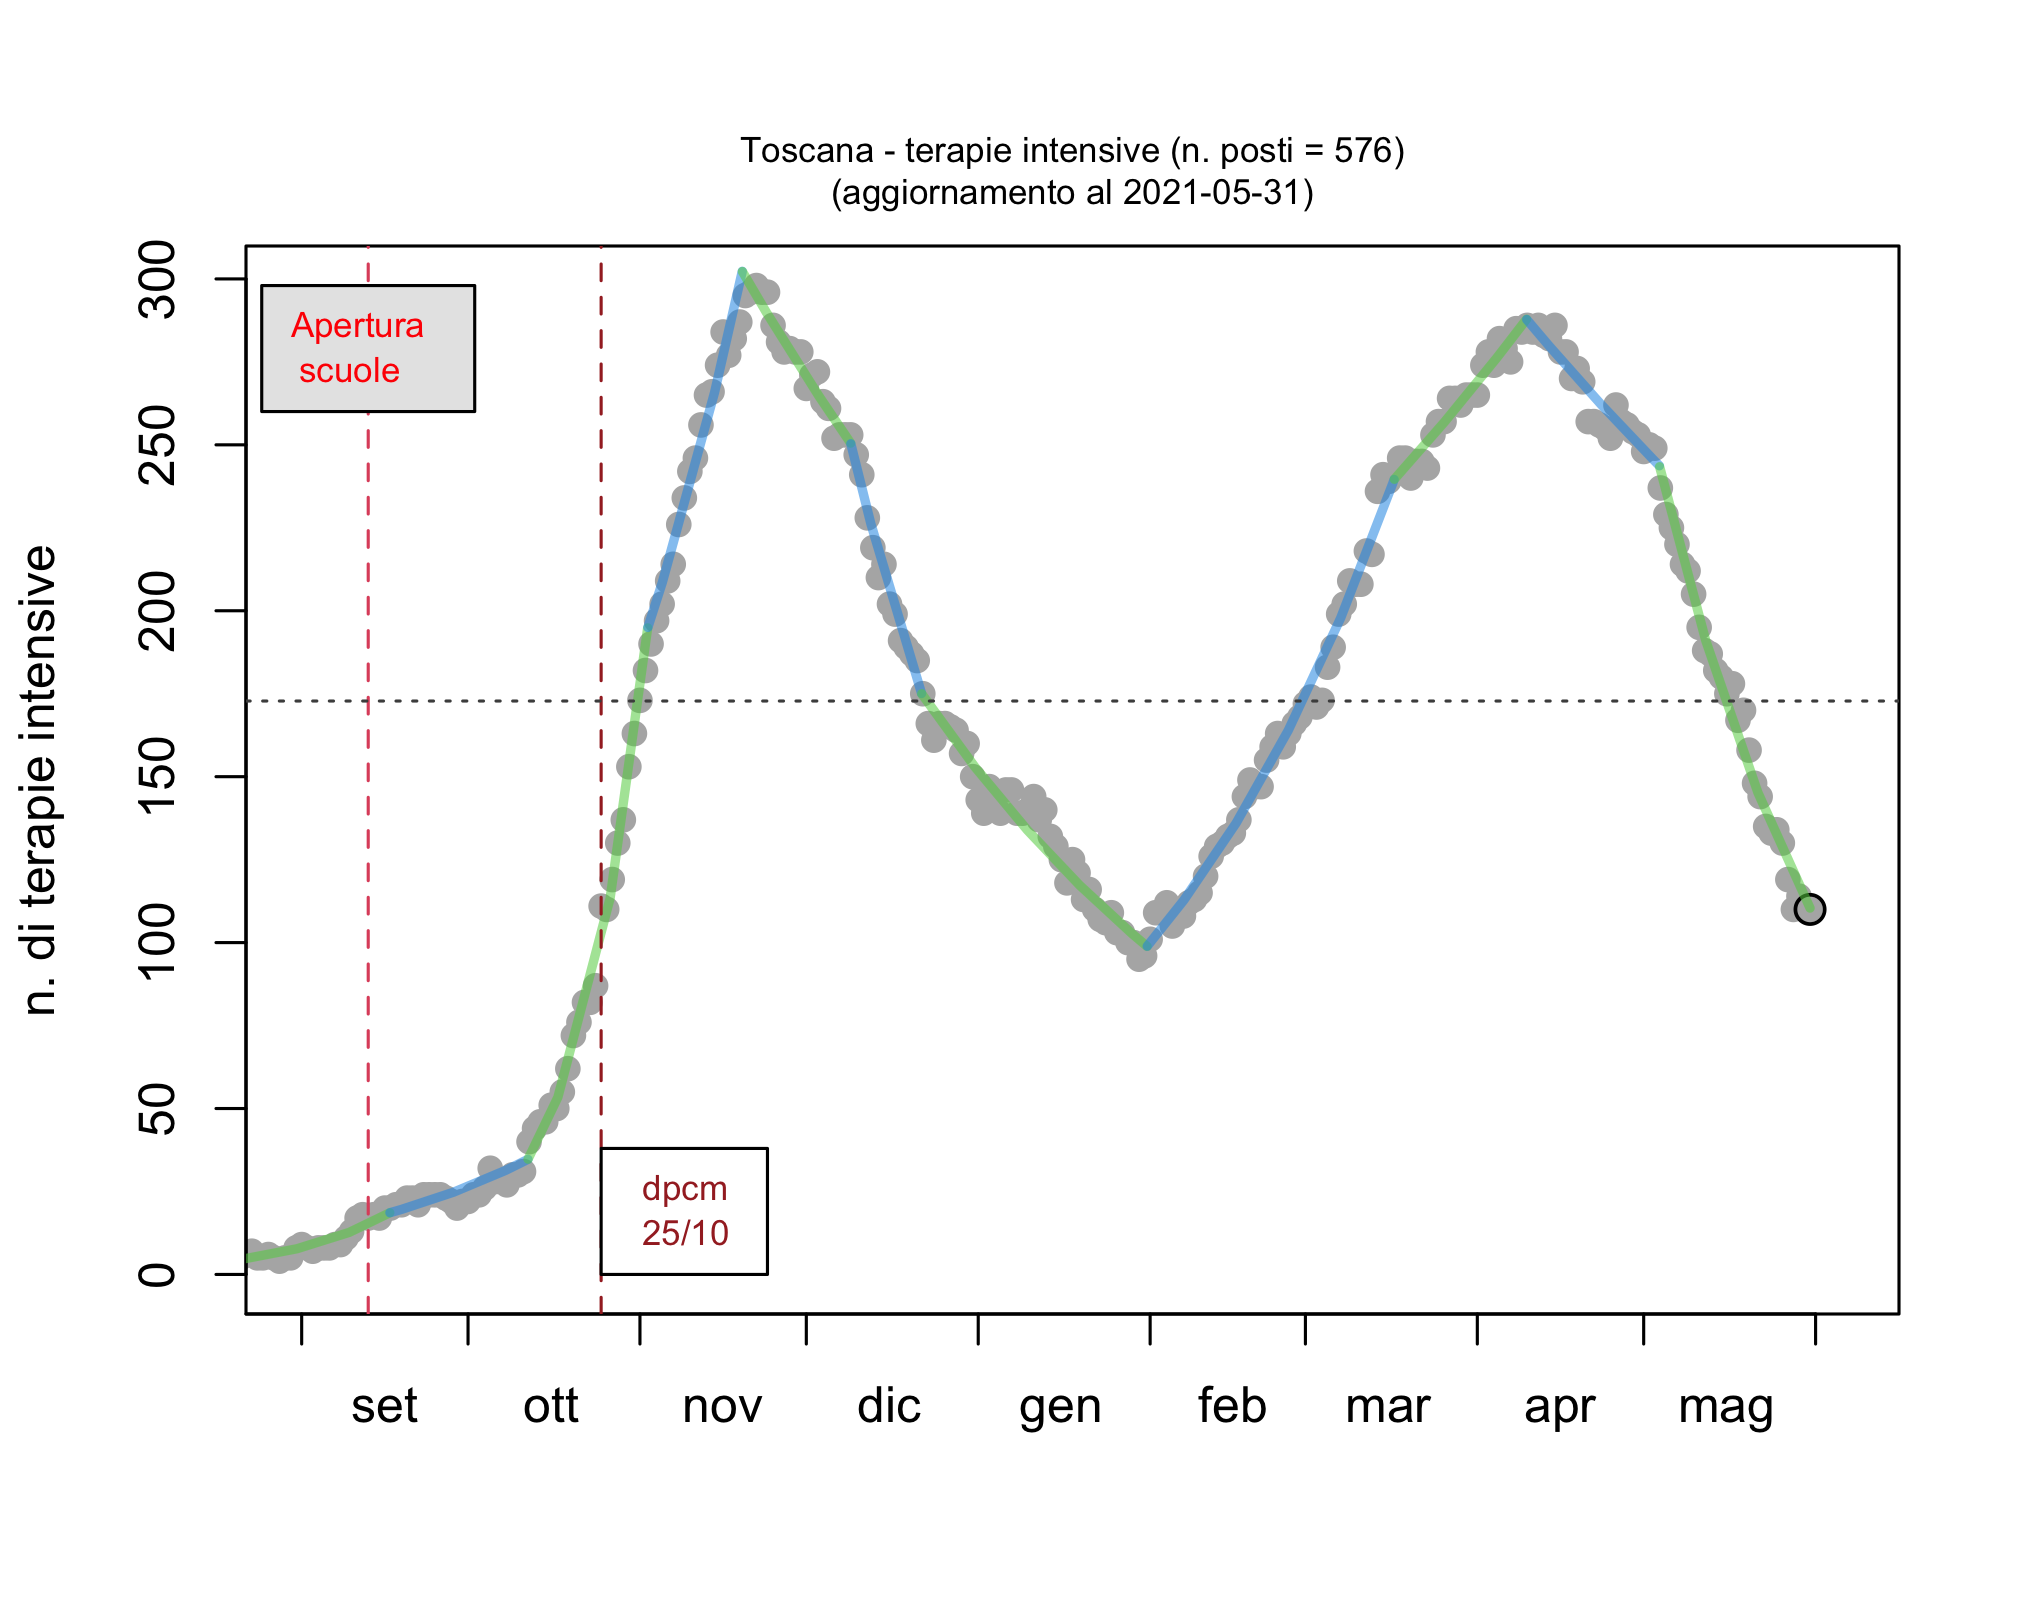 Toscana - terapie intensive (n. posti = 576)
(aggiornamento al 2021-05-31)
n. di terapie intensive
300
250
200
150
100
50
0
Apertura
scuole
dpcm
25/10
set ott nov dic gen feb mar apr mag